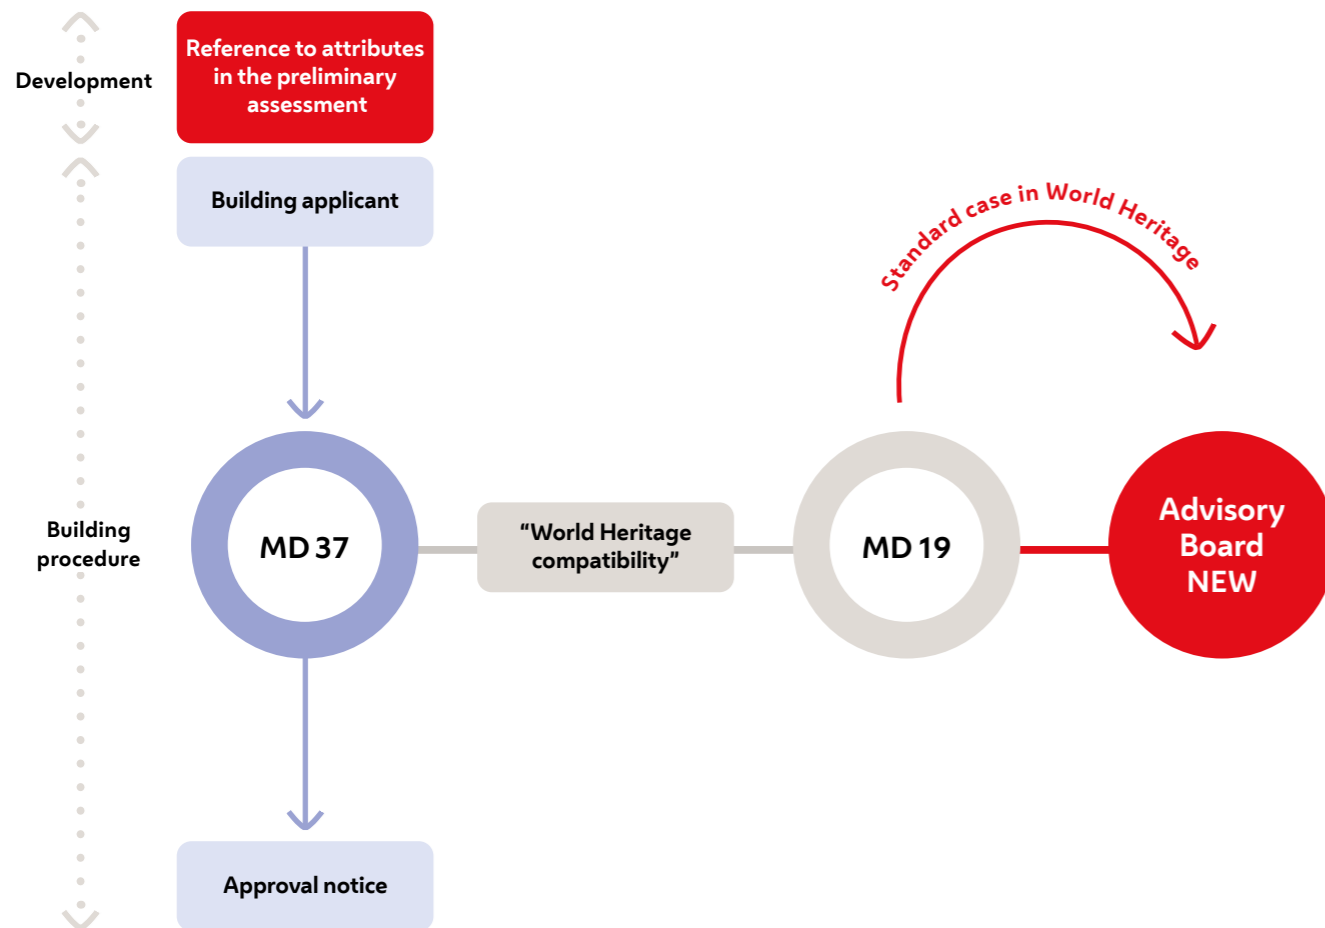 Development
Reference to attributes
in the preliminary
assessment
Building applicant
Standard case in World Heritage
Building
procedure
MD 37
“World Heritage
compatibility”
MD 19
Advisory
Board
NEW
Approval notice